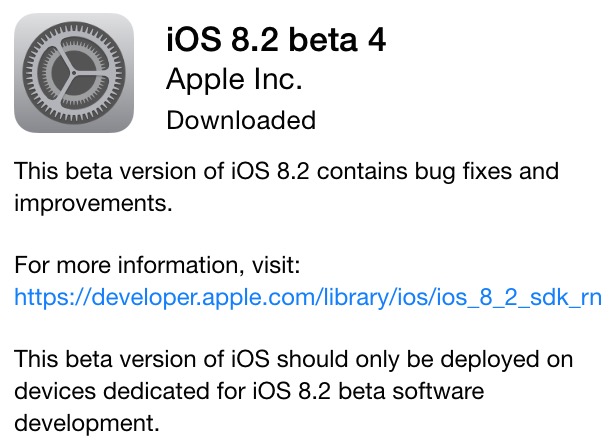 iOS 8.2 beta 4
Apple Inc.
Downloaded
This beta version of iOS 8.2 contains bug fixes and
improvements.
For more information, visit:
https://developer.apple.com/library/ios/ios_8_2_sdk_rn
This beta version of iOS should only be deployed on
devices dedicated for iOS 8.2 beta software
development.